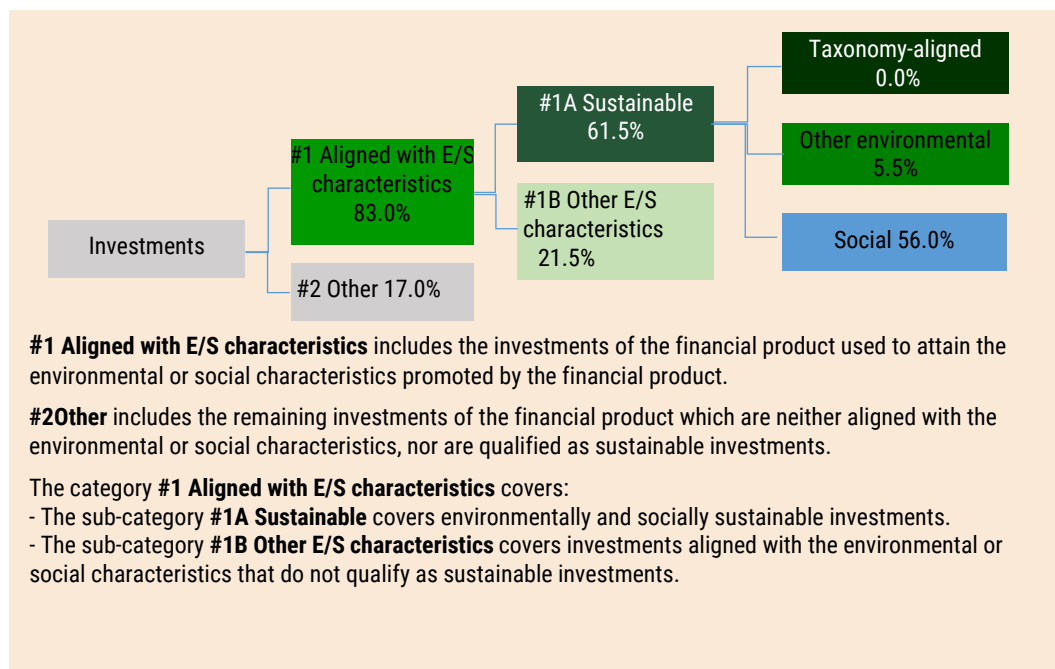 Investments
#1 Aligned with E/S
characteristics
83.0%
#2 Other 17.0%
#1A Sustainable
61.5%
#1B Other E/S
characteristics
21.5%
Taxonomy-aligned
0.0%
Other environmental
5.5%
Social 56.0%
#1 Aligned with E/S characteristics includes the investments of the financial product used to attain the
environmental or social characteristics promoted by the financial product.
#2Other includes the remaining investments of the financial product which are neither aligned with the
environmental or social characteristics, nor are qualified as sustainable investments.
The category #1 Aligned with E/S characteristics covers:
- The sub-category #1A Sustainable covers environmentally and socially sustainable investments.
- The sub-category #1B Other E/S characteristics covers investments aligned with the environmental or
social characteristics that do not qualify as sustainable investments.